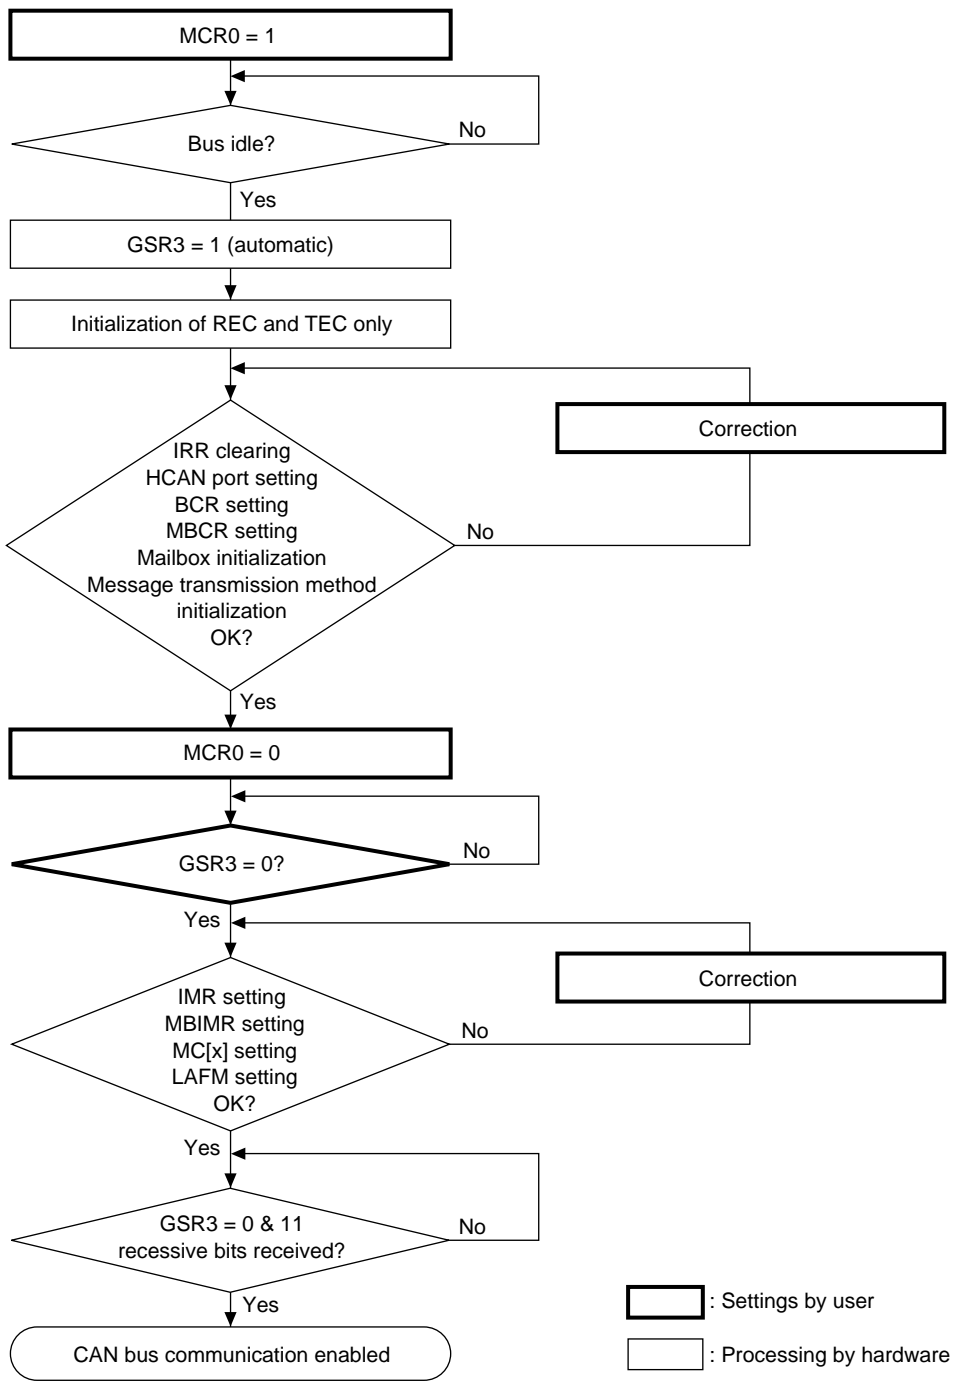 MCR0 = 1
Bus idle?
No
Yes
GSR3 = 1 (automatic)
Initialization of REC and TEC only
Correction
IRR clearing
HCAN port setting
BCR setting
MBCR setting
Mailbox initialization
Message transmission method
initialization
OK?
No
Yes
MCR0 = 0
GSR3 = 0?
No
Yes
Correction
IMR setting
MBIMR setting
MC[x] setting
LAFM setting
OK?
No
Yes
GSR3 = 0 & 11
recessive bits received?
No
Yes
CAN bus communication enabled
: Settings by user
: Processing by hardware